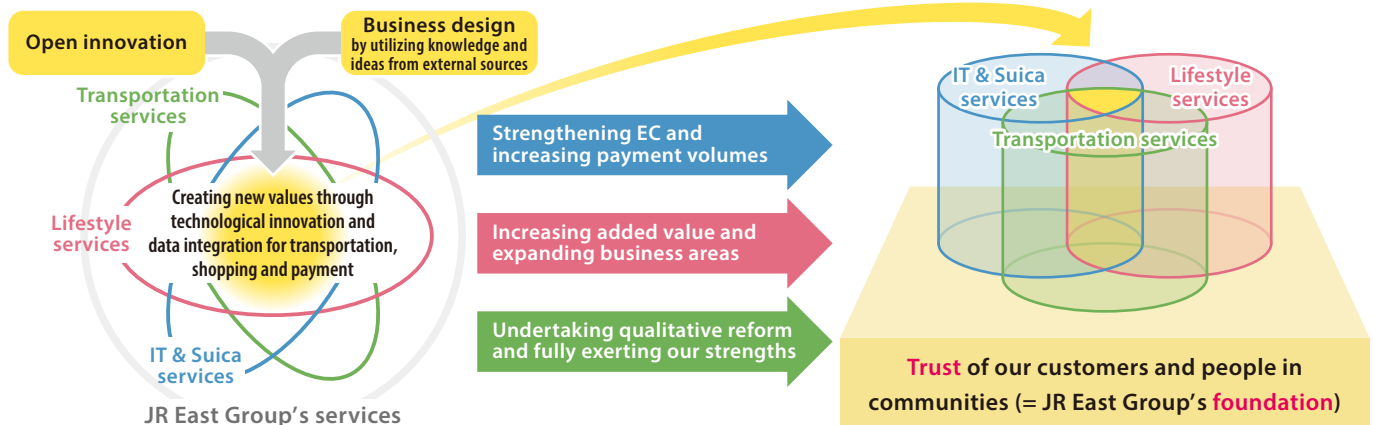 Open innovation
Business design
by utilizing knowledge and
ideas from external sources
Transportation
services
Lifestyle
services
Creating new values through
technological innovation and
data integration for transportation,
shopping and payment
IT & Suica
services
JR East Group's services
Strengthening EC and
increasing payment volumes
Increasing added value and
expanding business areas
Undertaking qualitative reform
and fully exerting our strengths
IT & Suica
services
Lifestyle
services
Transportation services
Trust of our customers and people in
communities (= JR East Group's foundation)